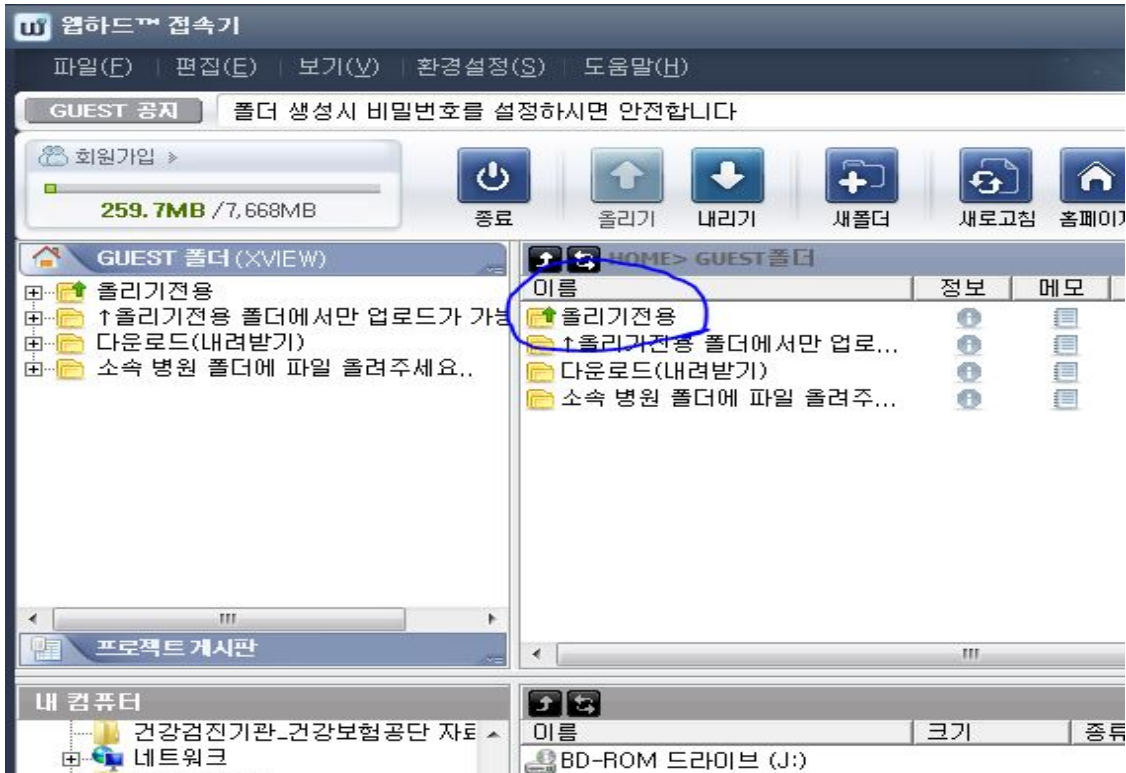 웹하드™ 접속기
파일(F) 편집(E) 보기(V) 환경설정(S) 도움말(H)
GUEST 공지 폴더 생성시 비밀번호를 설정하시면 안전합니다
회원가입
259.7MB /7,668MB
종료 올리기 내리기 새폴더 새로고침 홈페이지
GUEST 폴더 (XVIEW)
올리기전용
↑올리기전용 폴더에서만 업로드가 가능
다운로드(내려받기)
소속 병원 폴더에 파일 올려주세요..
프로젝트 게시판
HOME> GUEST폴더
이름 정보 메모
올리기전용
↑올리기전용 폴더에서만 업로...
다운로드(내려받기)
소속 병원 폴더에 파일 올려주...
내 컴퓨터
건강검진기관_건강보험공단 자료
네트워크
이름 크기 종류
BD-ROM 드라이브 (J:)